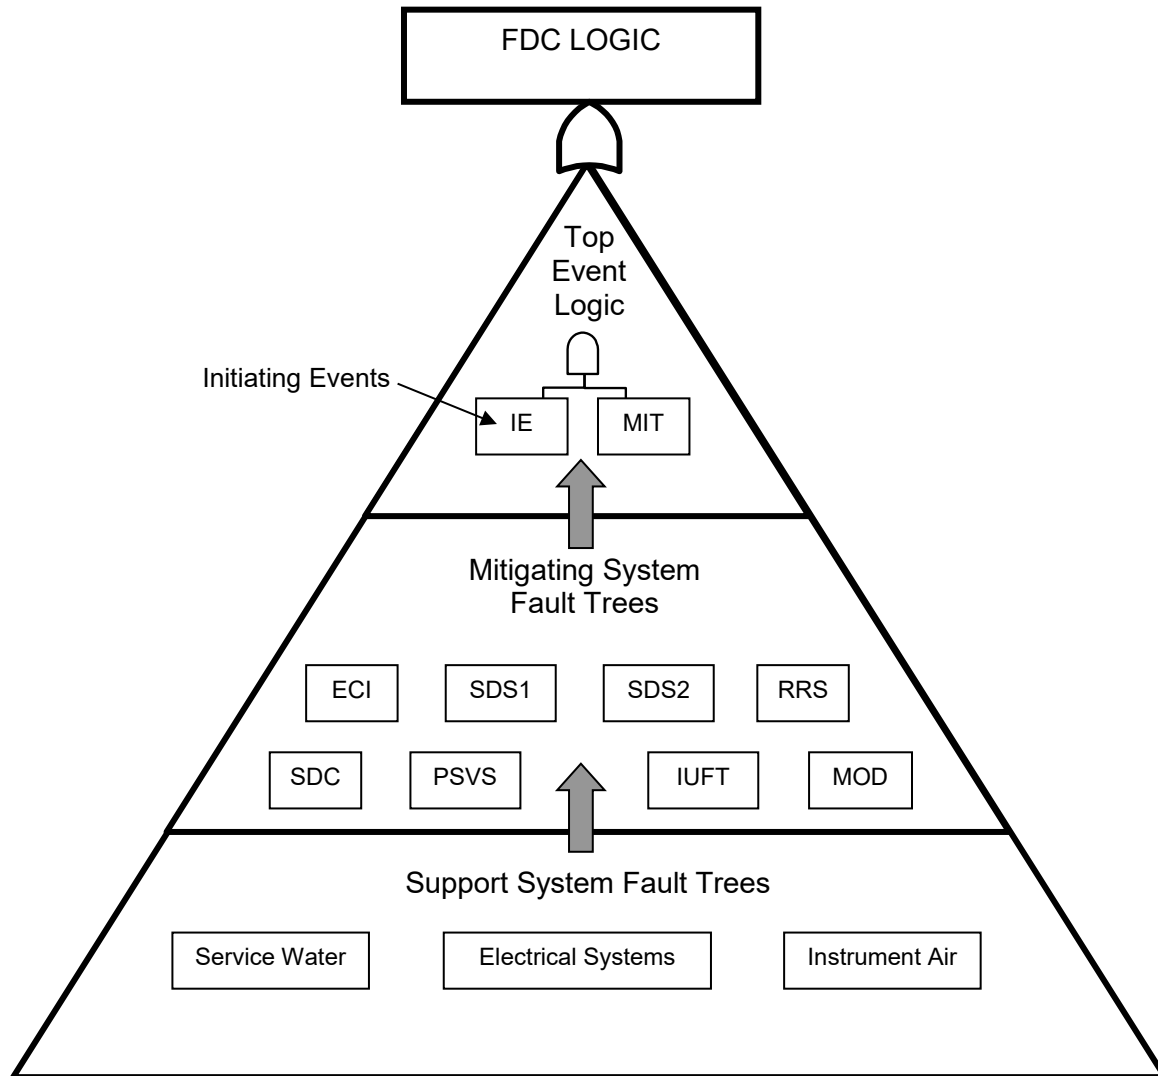 FDC LOGIC
Top
Event
Logic
Initiating Events
IE
MIT
Mitigating System
Fault Trees
ECI
SDS1
SDS2
RRS
SDC
PSVS
IUFT
MOD
Support System Fault Trees
Service Water
Electrical Systems
Instrument Air